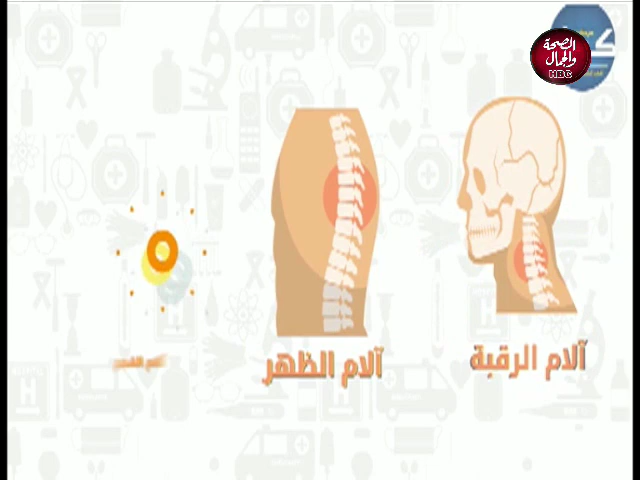 الصحة
والجمال
HBC
آلام الرقبة
آلام الظهر